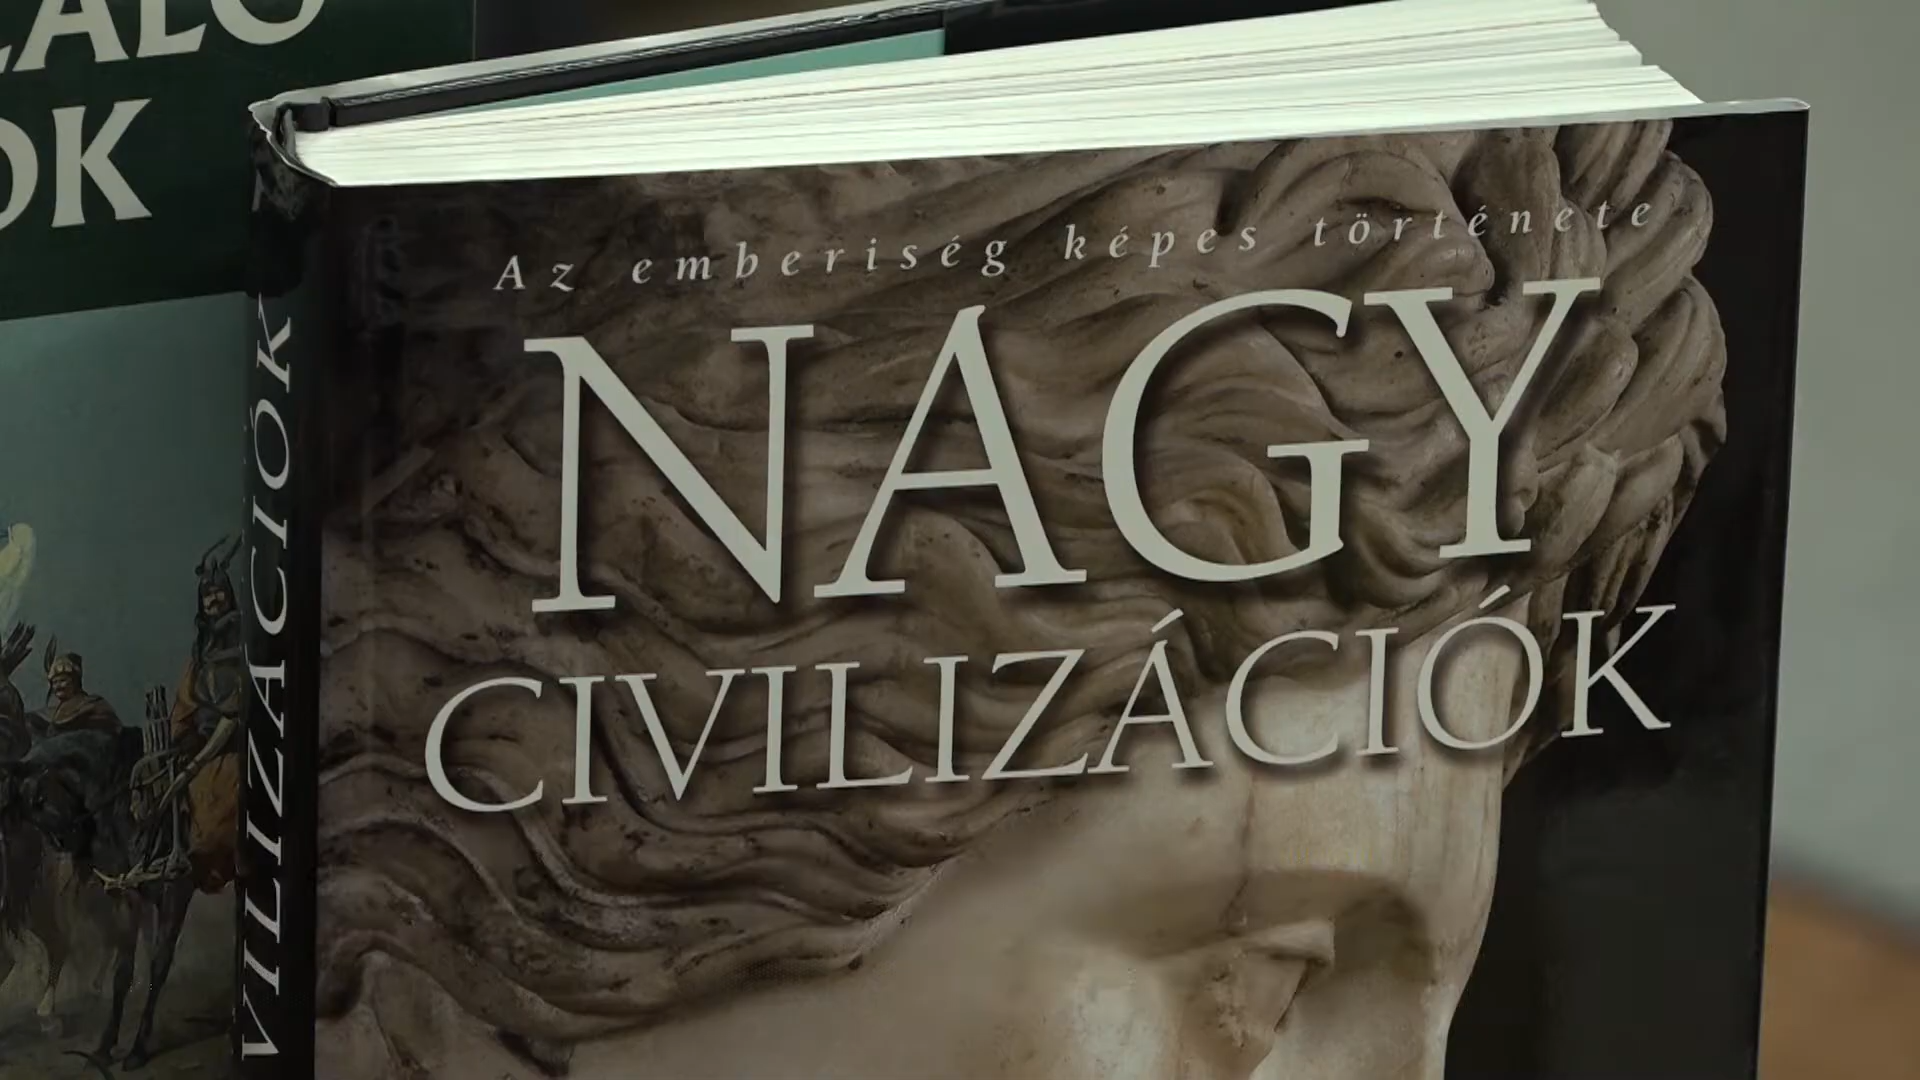 Az emberiség képes története
NAGY
CIVILIZÁCIÓK
VILIZÁCIÓK
OK